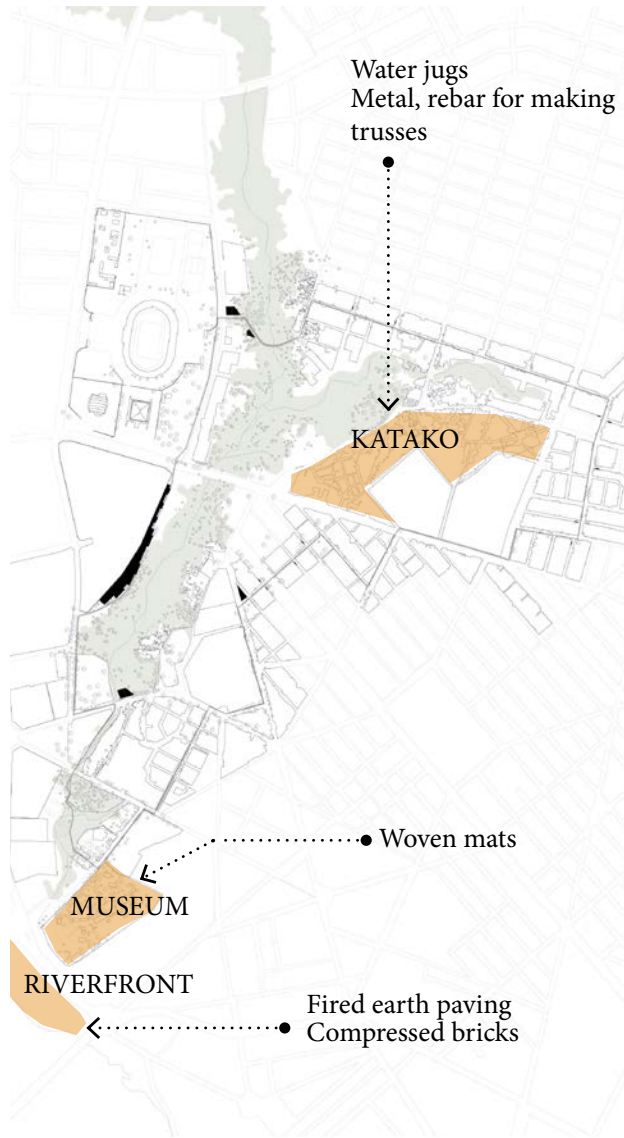 Water jugs
Metal, rebar for making
trusses
KATAKO
Woven mats
MUSEUM
RIVERFRONT
Fired earth paving
Compressed bricks